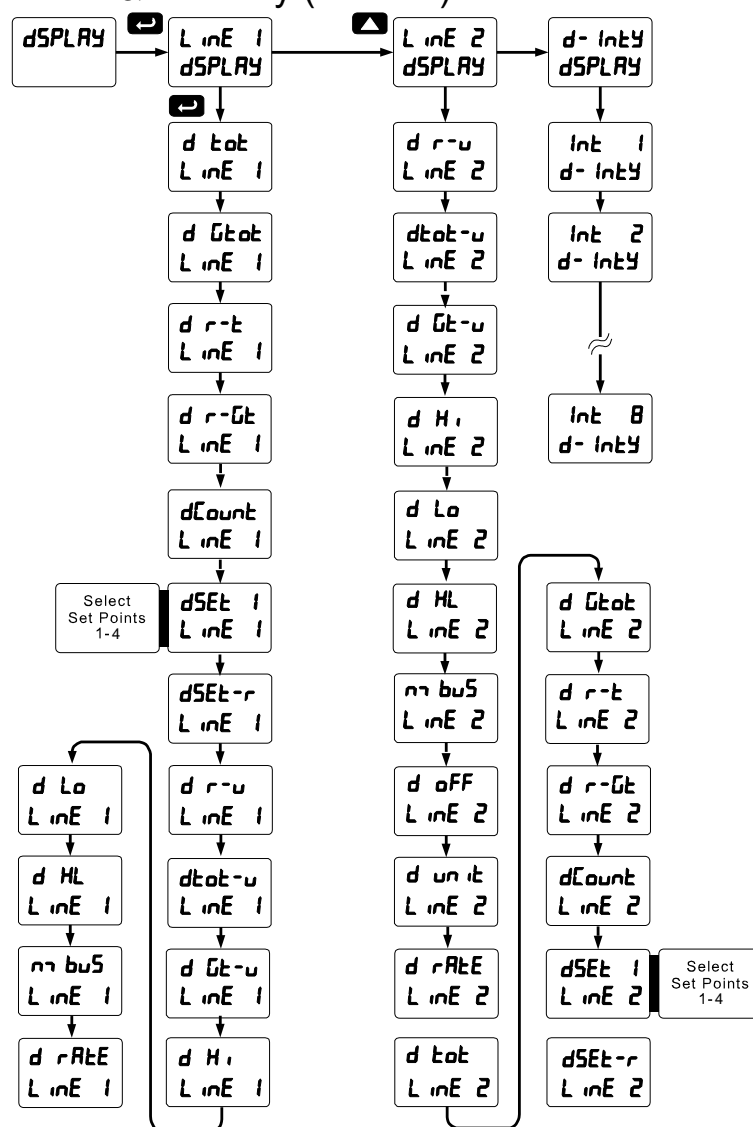 dSPLAY
LinE 1
dSPLAY
LinE 2
dSPLAY
d-IntY
dSPLAY
d tot
LinE 1
d Gtot
LinE 1
d r-t
LinE 1
d r-Gt
LinE 1
dCount
LinE 1
Select
Set Points
1-4
dSEt 1
LinE 1
dSEt-r
LinE 1
d r-u
LinE 1
dtot-u
LinE 1
d Gt-u
LinE 1
d Hi
LinE 1
d Lo
LinE 1
d HL
LinE 1
m buS
LinE 1
d rAtE
LinE 1
d r-u
LinE 2
dtot-u
LinE 2
d Gt-u
LinE 2
d Hi
LinE 2
d Lo
LinE 2
d HL
LinE 2
m buS
LinE 2
d oFF
LinE 2
d unit
LinE 2
d rAtE
LinE 2
d tot
LinE 2
d Gtot
LinE 2
d r-t
LinE 2
d r-Gt
LinE 2
dCount
LinE 2
dSEt 1
LinE 2
Select
Set Points
1-4
dSEt-r
LinE 2
Int 1
d-IntY
Int 2
d-IntY
Int 8
d-IntY